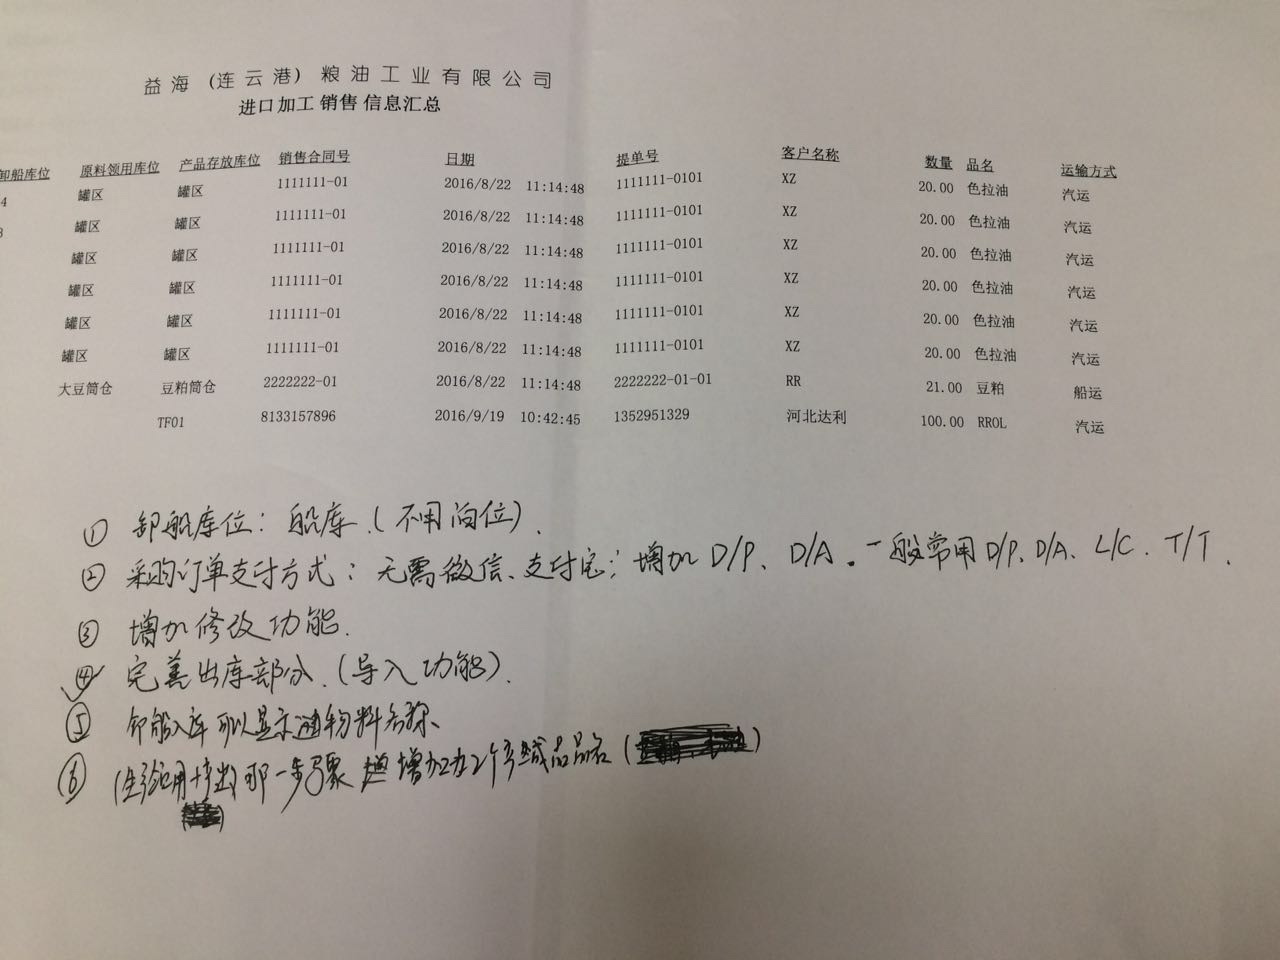 益海（连云港）粮油工业有限公司
进口加工 销售 信息汇总
卸船库位 原料领用库位 产品存放库位 销售合同号 日期 提单号 客户名称 数量 品名 运输方式
4 罐区 罐区 1111111-01 2016/8/22 11:14:48 1111111-0101 XZ 20.00 色拉油 汽运
3 罐区 罐区 1111111-01 2016/8/22 11:14:48 1111111-0101 XZ 20.00 色拉油 汽运
罐区 罐区 1111111-01 2016/8/22 11:14:48 1111111-0101 XZ 20.00 色拉油 汽运
罐区 罐区 1111111-01 2016/8/22 11:14:48 1111111-0101 XZ 20.00 色拉油 汽运
罐区 罐区 1111111-01 2016/8/22 11:14:48 1111111-0101 XZ 20.00 色拉油 汽运
罐区 罐区 1111111-01 2016/8/22 11:14:48 1111111-0101 XZ 20.00 色拉油 汽运
大豆筒仓 豆粕筒仓 2222222-01 2016/8/22 11:14:48 2222222-01-01 RR 21.00 豆粕 船运
TF01 8133157896 2016/9/19 10:42:45 1352951329 河北达利 100.00 RROL 汽运
① 卸船库位：船库（不用泊位）.
② 采购订单支付方式：无需微信、支付宝；增加 D/P、D/A。一般常用 D/P、D/A、L/C、T/T.
③ 增加修改功能.
④ 完善出库部分.（导入功能）.
⑤ 卸船入库可以显示 物料名称、
⑥ 那一步骤 增加 2个产成品品名